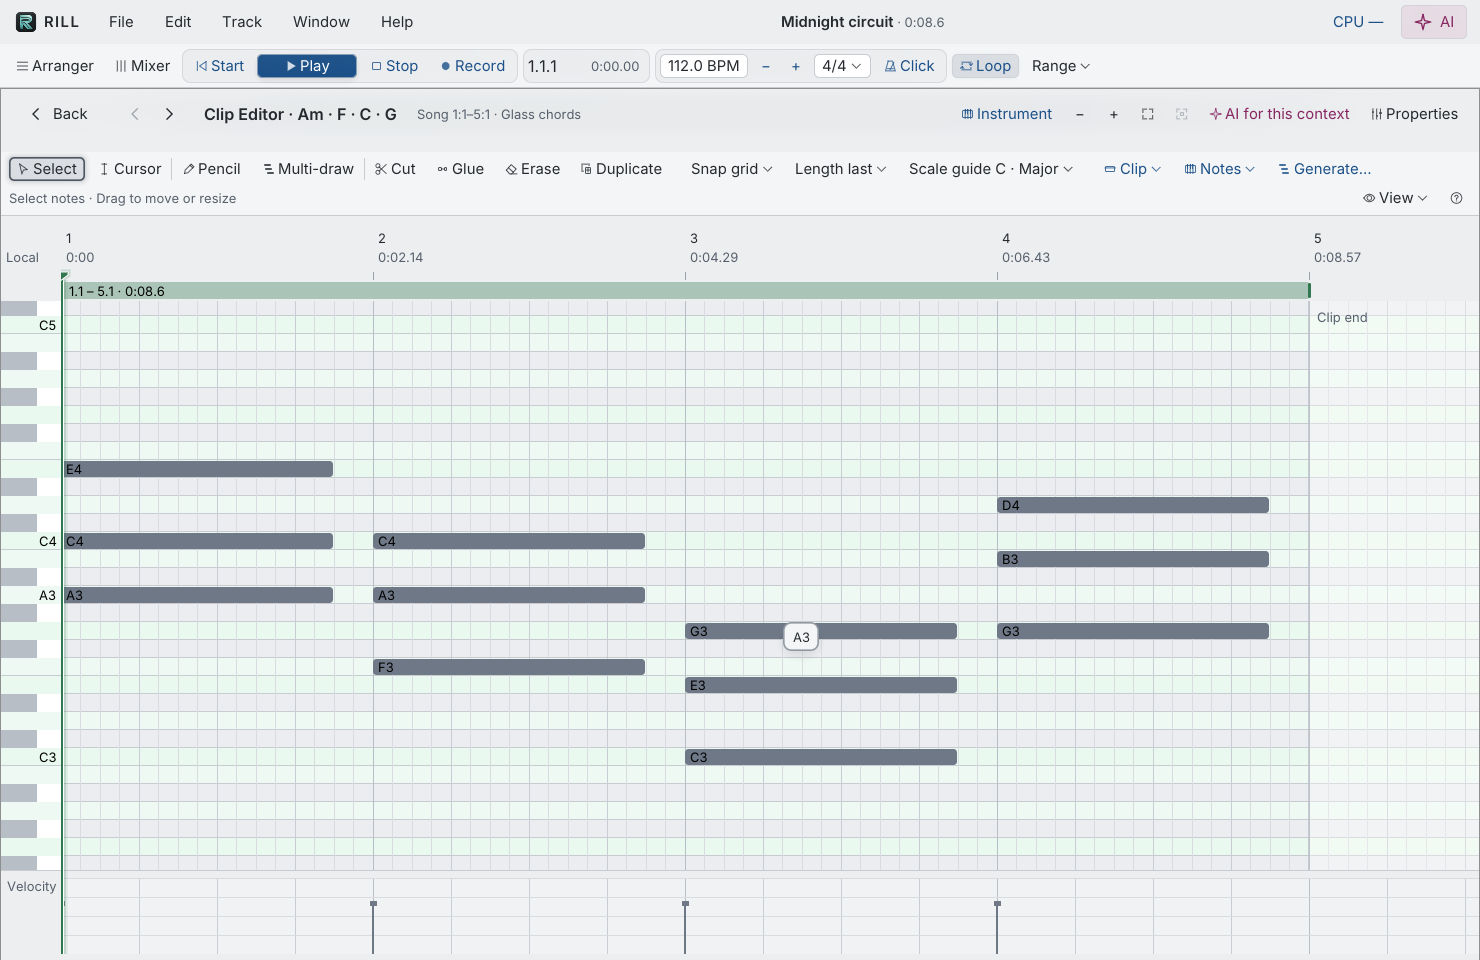 RILL File Edit Track Window Help Midnight circuit · 0:08.6 CPU — AI
Arranger Mixer Start Play Stop Record 1.1.1 0:00.00 112.0 BPM − + 4/4 Click Loop Range
Back Clip Editor · Am · F · C · G Song 1:1–5:1 · Glass chords Instrument − + AI for this context Properties
Select Cursor Pencil Multi-draw Cut Glue Erase Duplicate Snap grid Length last Scale guide C · Major Clip Notes Generate...
Select notes · Drag to move or resize View
1 2 3 4 5
Local 0:00 0:02.14 0:04.29 0:06.43 0:08.57
1.1 – 5.1 · 0:08.6
Clip end
C5
E4
D4
C4 C4 C4
B3
A3 A3 A3
G3 A3 G3
F3
E3
C3 C3
Velocity